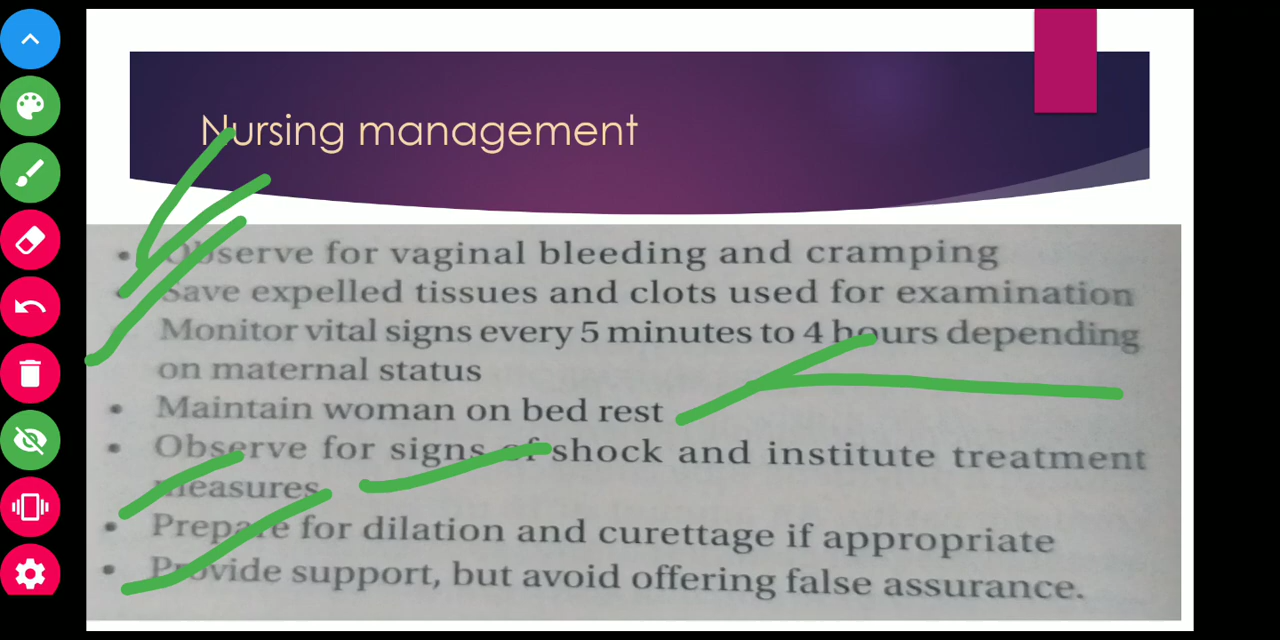 Nursing management
• Observe for vaginal bleeding and cramping
• Save expelled tissues and clots used for examination
Monitor vital signs every 5 minutes to 4 hours depending
on maternal status
• Maintain woman on bed rest
• Observe for signs of shock and institute treatment
measures
• Prepare for dilation and curettage if appropriate
• Provide support, but avoid offering false assurance.